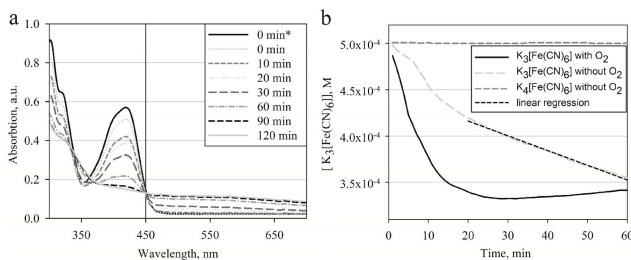 a
1.0
0.8
0.6
0.4
0.2
0.0
Absorbtion, a.u.
350
450
550
650
Wavelength, nm
0 min*
0 min
10 min
20 min
30 min
60 min
90 min
120 min
b
5.0x10⁻⁴
4.5x10⁻⁴
4.0x10⁻⁴
3.5x10⁻⁴
[ K₃[Fe(CN)₆]], M
0
10
20
30
40
50
60
Time, min
K₃[Fe(CN)₆] with O₂
K₃[Fe(CN)₆] without O₂
K₄[Fe(CN)₆] without O₂
linear regression